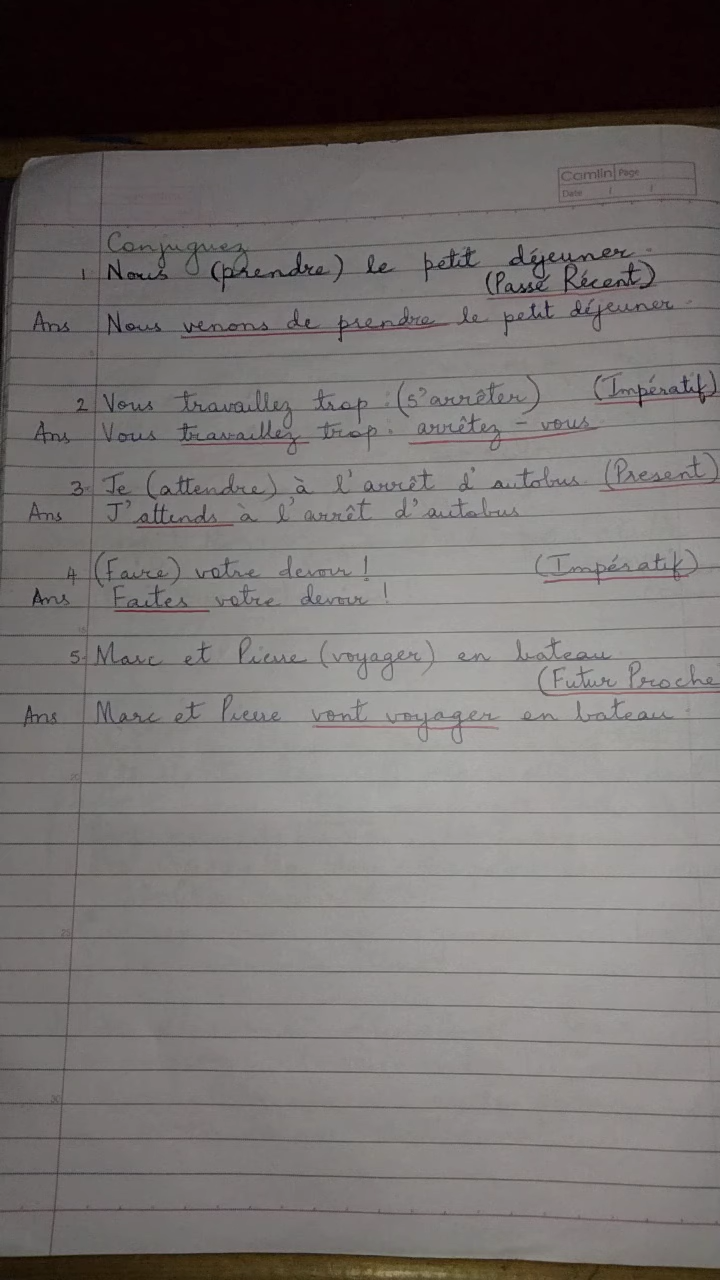 Camlin Page
Date / /
Conjuguez
1 Nous (prendre) le petit déjeuner.
(Passé Récent)
Ans Nous venons de prendre le petit déjeuner.
2 Vous travaillez trop : (s'arrêter) (Impératif)
Ans Vous travaillez trop : arrêtez - vous
3. Je (attendre) à l'arrêt d'autobus. (Present)
Ans J'attends à l'arrêt d'autobus
4 (Faire) votre devoir ! (Impératif)
Ans Faites votre devoir !
5. Marc et Pierre (voyager) en bateau
(Futur Proche
Ans Marc et Pierre vont voyager en bateau.